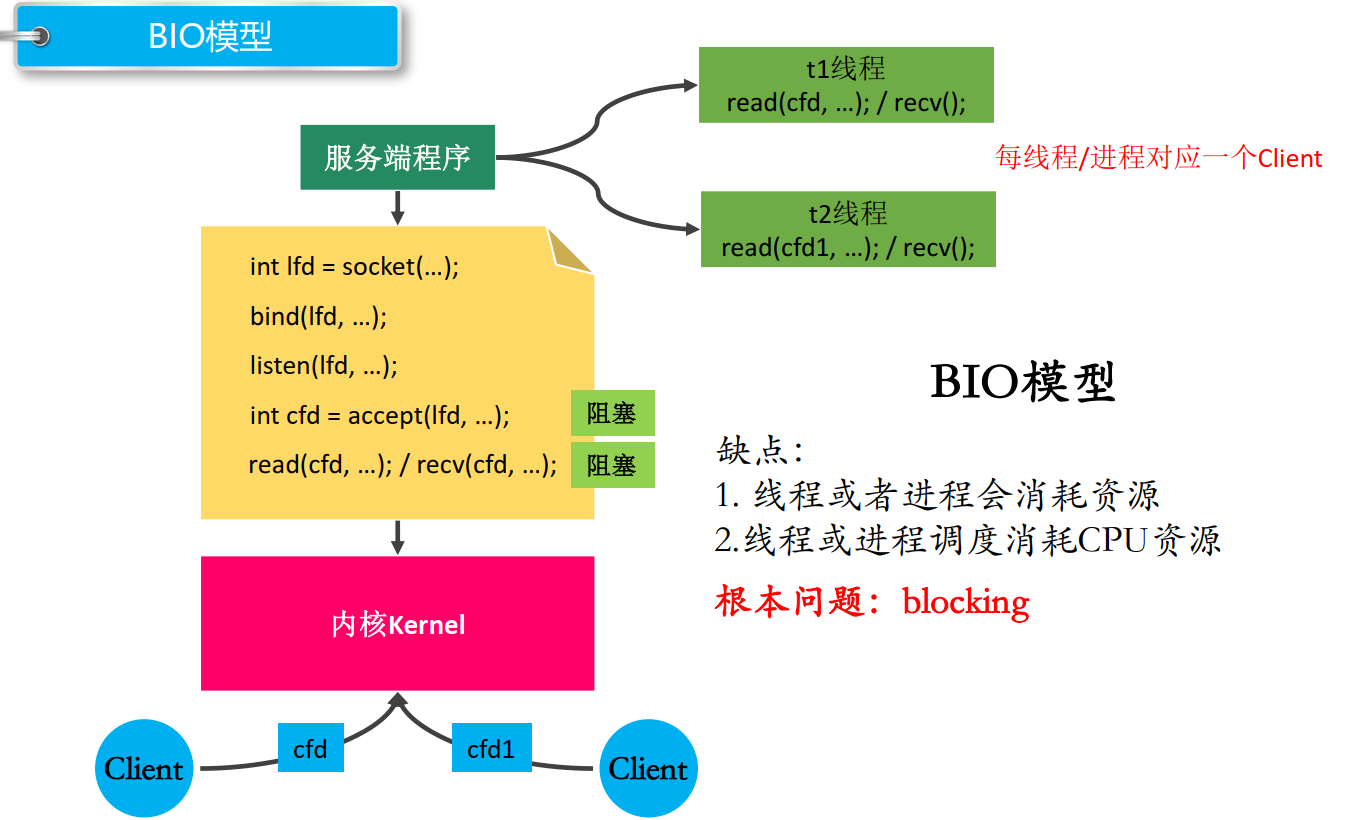 BIO模型
t1线程
read(cfd, …); / recv();
服务端程序
每线程/进程对应一个Client
t2线程
read(cfd1, …); / recv();
int lfd = socket(…);
bind(lfd, …);
listen(lfd, …);
int cfd = accept(lfd, …);
阻塞
read(cfd, …); / recv(cfd, …);
阻塞
BIO模型
缺点：
1. 线程或者进程会消耗资源
2.线程或进程调度消耗CPU资源
根本问题：blocking
内核Kernel
cfd
cfd1
Client
Client